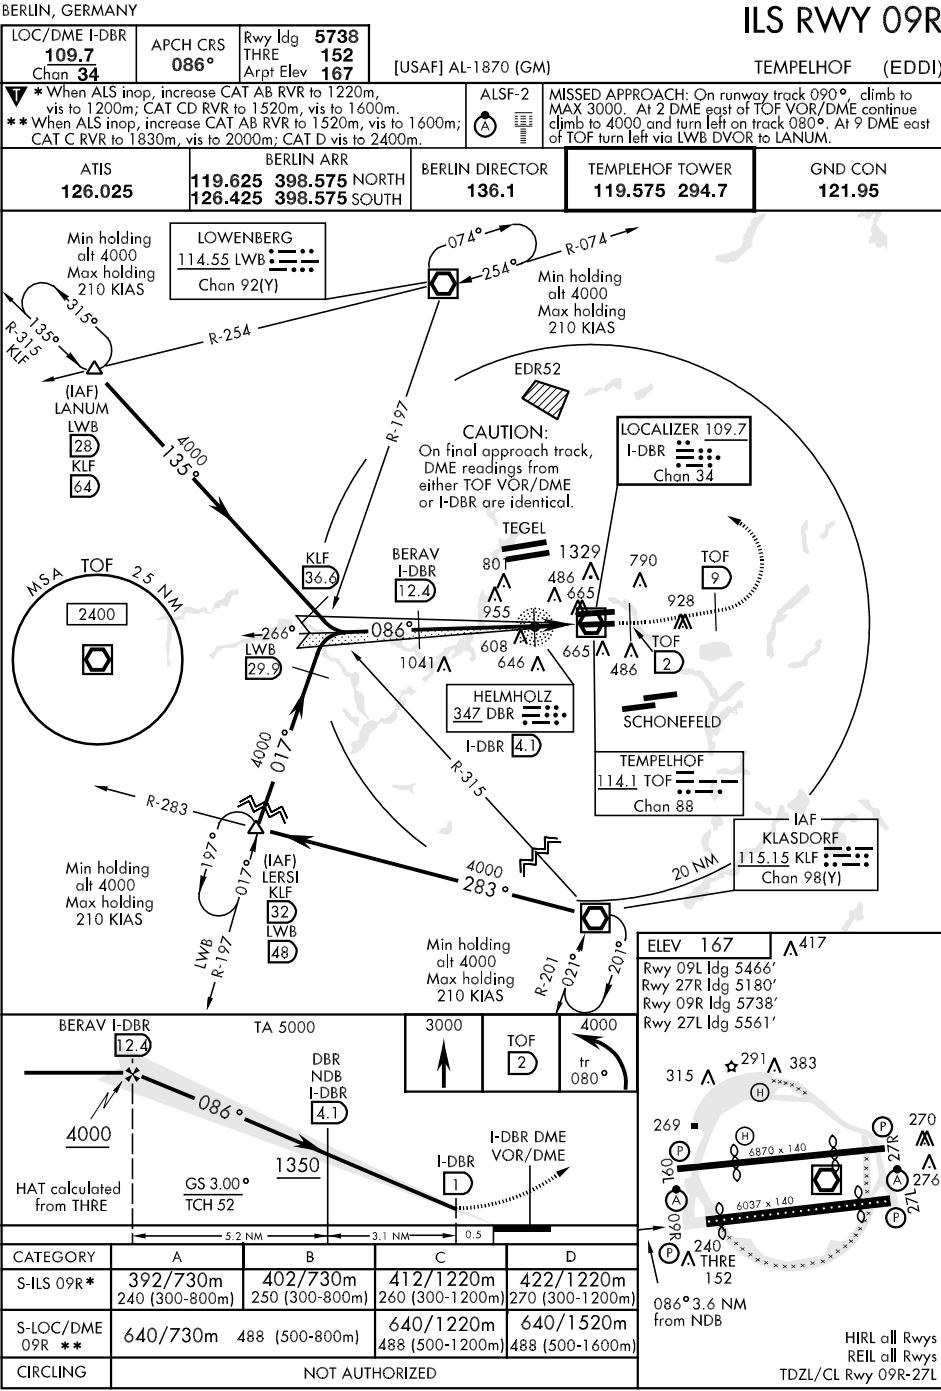 BERLIN, GERMANY
ILS RWY 09R
LOC/DME I-DBR
109.7
Chan 34
APCH CRS
086°
Rwy ldg 5738
THRE 152
Arpt Elev 167
[USAF] AL-1870 (GM)
TEMPELHOF (EDDI)
T
* When ALS inop, increase CAT AB RVR to 1220m,
vis to 1200m; CAT CD RVR to 1520m, vis to 1600m.
** When ALS inop, increase CAT AB RVR to 1520m, vis to 1600m;
CAT C RVR to 1830m, vis to 2000m; CAT D vis to 2400m.
ALSF-2
A
MISSED APPROACH: On runway track 090°, climb to
MAX 3000. At 2 DME east of TOF VOR/DME continue
climb to 4000 and turn left on track 080°. At 9 DME east
of TOF turn left via LWB DVOR to LANUM.
ATIS
126.025
BERLIN ARR
119.625 398.575 NORTH
126.425 398.575 SOUTH
BERLIN DIRECTOR
136.1
TEMPLEHOF TOWER
119.575 294.7
GND CON
121.95
Min holding
alt 4000
Max holding
210 KIAS
LOWENBERG
114.55 LWB
Chan 92(Y)
074°
R-074
254°
Min holding
alt 4000
Max holding
210 KIAS
315°
135°
R-315
KLF
R-254
(IAF)
LANUM
LWB
28
KLF
64
4000
135°
R-197
EDR52
CAUTION:
On final approach track,
DME readings from
either TOF VOR/DME
or I-DBR are identical.
LOCALIZER 109.7
I-DBR
Chan 34
TEGEL
KLF
36.6
BERAV
I-DBR
12.4
801
1329
486
665
790
TOF
9
MSA TOF 25 NM
2400
955
928
266°
086°
LWB
29.9
1041
608
646
665
486
TOF
2
HELMHOLZ
347 DBR
I-DBR 4.1
SCHONEFELD
4000
017°
R-315
TEMPELHOF
114.1 TOF
Chan 88
R-283
197°
017°
(IAF)
LERSI
KLF
32
LWB
48
4000
283°
20 NM
IAF
KLASDORF
115.15 KLF
Chan 98(Y)
Min holding
alt 4000
Max holding
210 KIAS
LWB
R-197
Min holding
alt 4000
Max holding
210 KIAS
R-201
021°
201°
ELEV 167
417
Rwy 09L ldg 5466'
Rwy 27R ldg 5180'
Rwy 09R ldg 5738'
Rwy 27L ldg 5561'
BERAV I-DBR
12.4
TA 5000
3000
TOF
2
4000
tr
080°
DBR
NDB
I-DBR
4.1
086°
4000
1350
I-DBR
1
I-DBR DME
VOR/DME
HAT calculated
from THRE
GS 3.00°
TCH 52
5.2 NM
3.1 NM
0.5
315
291
383
H
269
H
P
P
270
6870 x 140
27R
09L
A
276
A
6037 x 140
27L
P
09R
P
240
THRE
152
086° 3.6 NM
from NDB
HIRL all Rwys
REIL all Rwys
TDZL/CL Rwy 09R-27L
CATEGORY A B C D
S-ILS 09R* 392/730m 402/730m 412/1220m 422/1220m
240 (300-800m) 250 (300-800m) 260 (300-1200m) 270 (300-1200m)
S-LOC/DME
09R ** 640/730m 488 (500-800m) 640/1220m 640/1520m
488 (500-1200m) 488 (500-1600m)
CIRCLING NOT AUTHORIZED